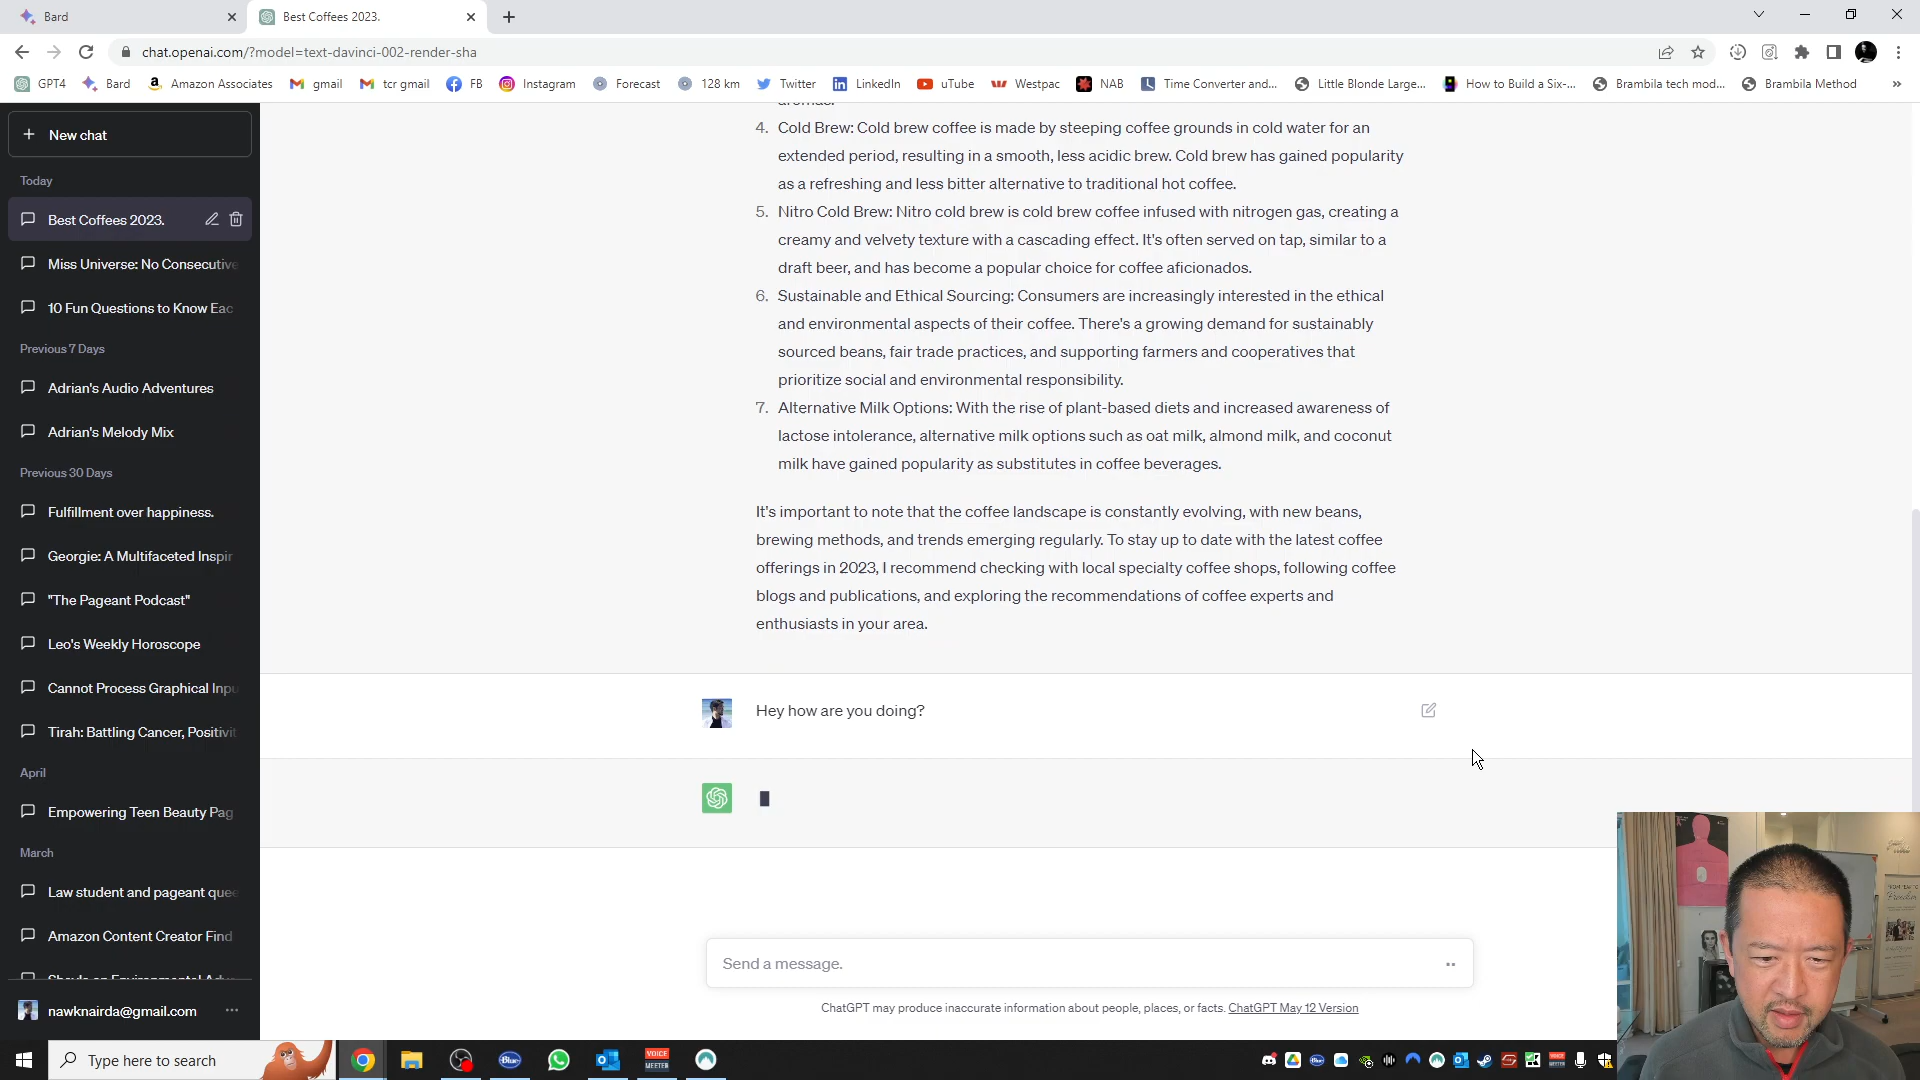 Bard
Best Coffees 2023.
chat.openai.com/?model=text-davinci-002-render-sha
GPT4 Bard Amazon Associates gmail tcr gmail FB Instagram Forecast 128 km Twitter LinkedIn uTube Westpac NAB Time Converter and... Little Blonde Large... How to Build a Six-... Brambila tech mod... Brambila Method »
+ New chat
Today
Best Coffees 2023.
Miss Universe: No Consecutive
10 Fun Questions to Know Eac
Previous 7 Days
Adrian's Audio Adventures
Adrian's Melody Mix
Previous 30 Days
Fulfillment over happiness.
Georgie: A Multifaceted Inspir
"The Pageant Podcast"
Leo's Weekly Horoscope
Cannot Process Graphical Inpu
Tirah: Battling Cancer, Positivit
April
Empowering Teen Beauty Pag
March
Law student and pageant quee
Amazon Content Creator Find
nawknairda@gmail.com
aromas.
4. Cold Brew: Cold brew coffee is made by steeping coffee grounds in cold water for an
extended period, resulting in a smooth, less acidic brew. Cold brew has gained popularity
as a refreshing and less bitter alternative to traditional hot coffee.
5. Nitro Cold Brew: Nitro cold brew is cold brew coffee infused with nitrogen gas, creating a
creamy and velvety texture with a cascading effect. It's often served on tap, similar to a
draft beer, and has become a popular choice for coffee aficionados.
6. Sustainable and Ethical Sourcing: Consumers are increasingly interested in the ethical
and environmental aspects of their coffee. There's a growing demand for sustainably
sourced beans, fair trade practices, and supporting farmers and cooperatives that
prioritize social and environmental responsibility.
7. Alternative Milk Options: With the rise of plant-based diets and increased awareness of
lactose intolerance, alternative milk options such as oat milk, almond milk, and coconut
milk have gained popularity as substitutes in coffee beverages.
It's important to note that the coffee landscape is constantly evolving, with new beans,
brewing methods, and trends emerging regularly. To stay up to date with the latest coffee
offerings in 2023, I recommend checking with local specialty coffee shops, following coffee
blogs and publications, and exploring the recommendations of coffee experts and
enthusiasts in your area.
Hey how are you doing?
Send a message.
ChatGPT may produce inaccurate information about people, places, or facts. ChatGPT May 12 Version
Type here to search
Blue
VOICE
MEETER